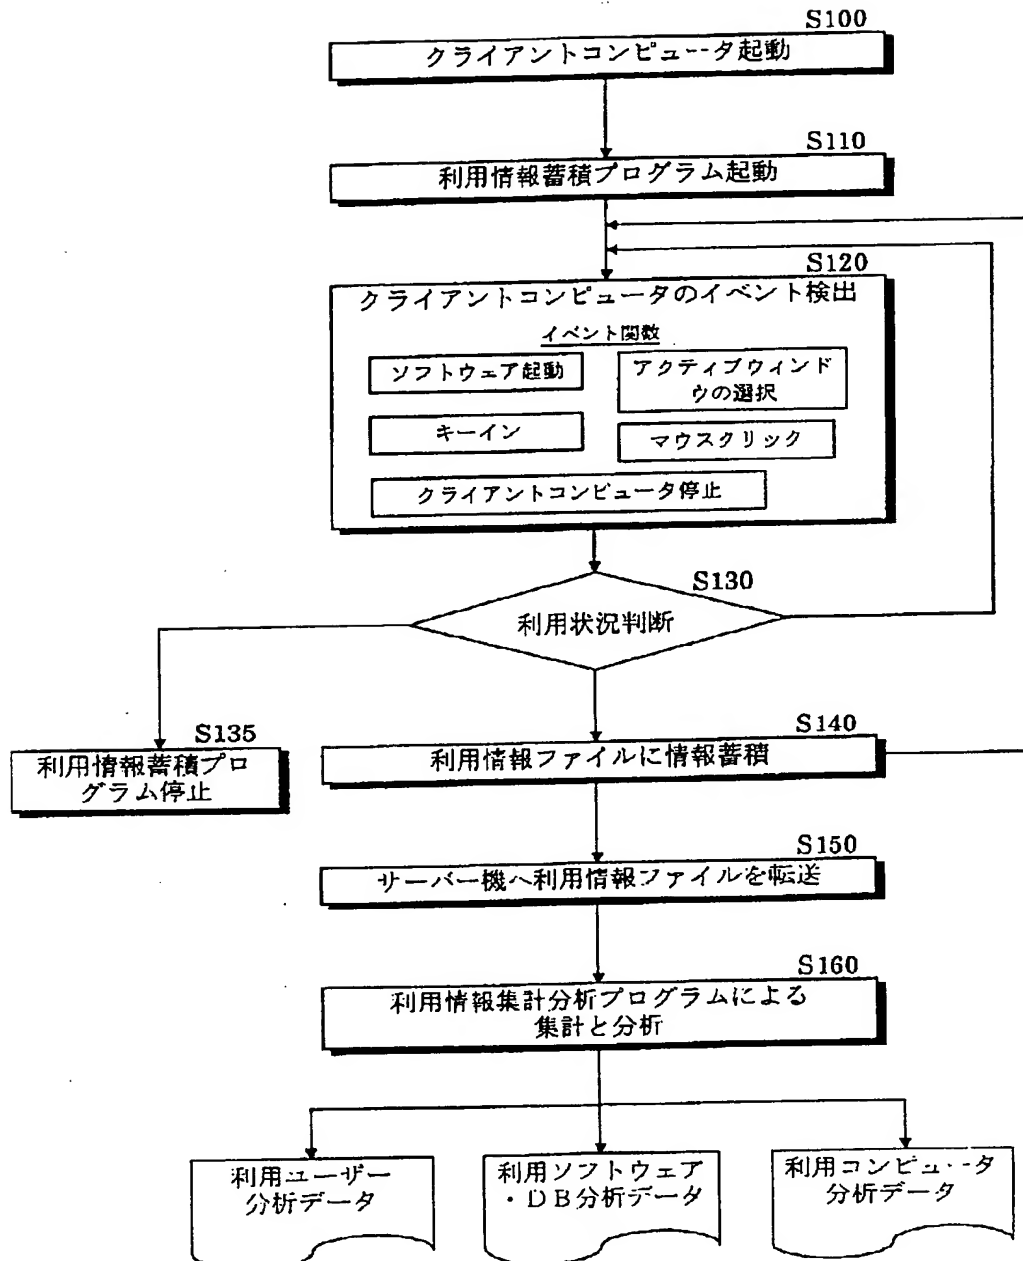 S100
クライアントコンピュータ起動
S110
利用情報蓄積プログラム起動
S120
クライアントコンピュータのイベント検出
イベント関数
ソフトウェア起動
アクティブウィンド
ウの選択
キーイン
マウスクリック
クライアントコンピュータ停止
S130
利用状況判断
S135
利用情報蓄積プロ
グラム停止
S140
利用情報ファイルに情報蓄積
S150
サーバー機へ利用情報ファイルを転送
S160
利用情報集計分析プログラムによる
集計と分析
利用ユーザー
分析データ
利用ソフトウェア
・DB分析データ
利用コンピュータ
分析データ